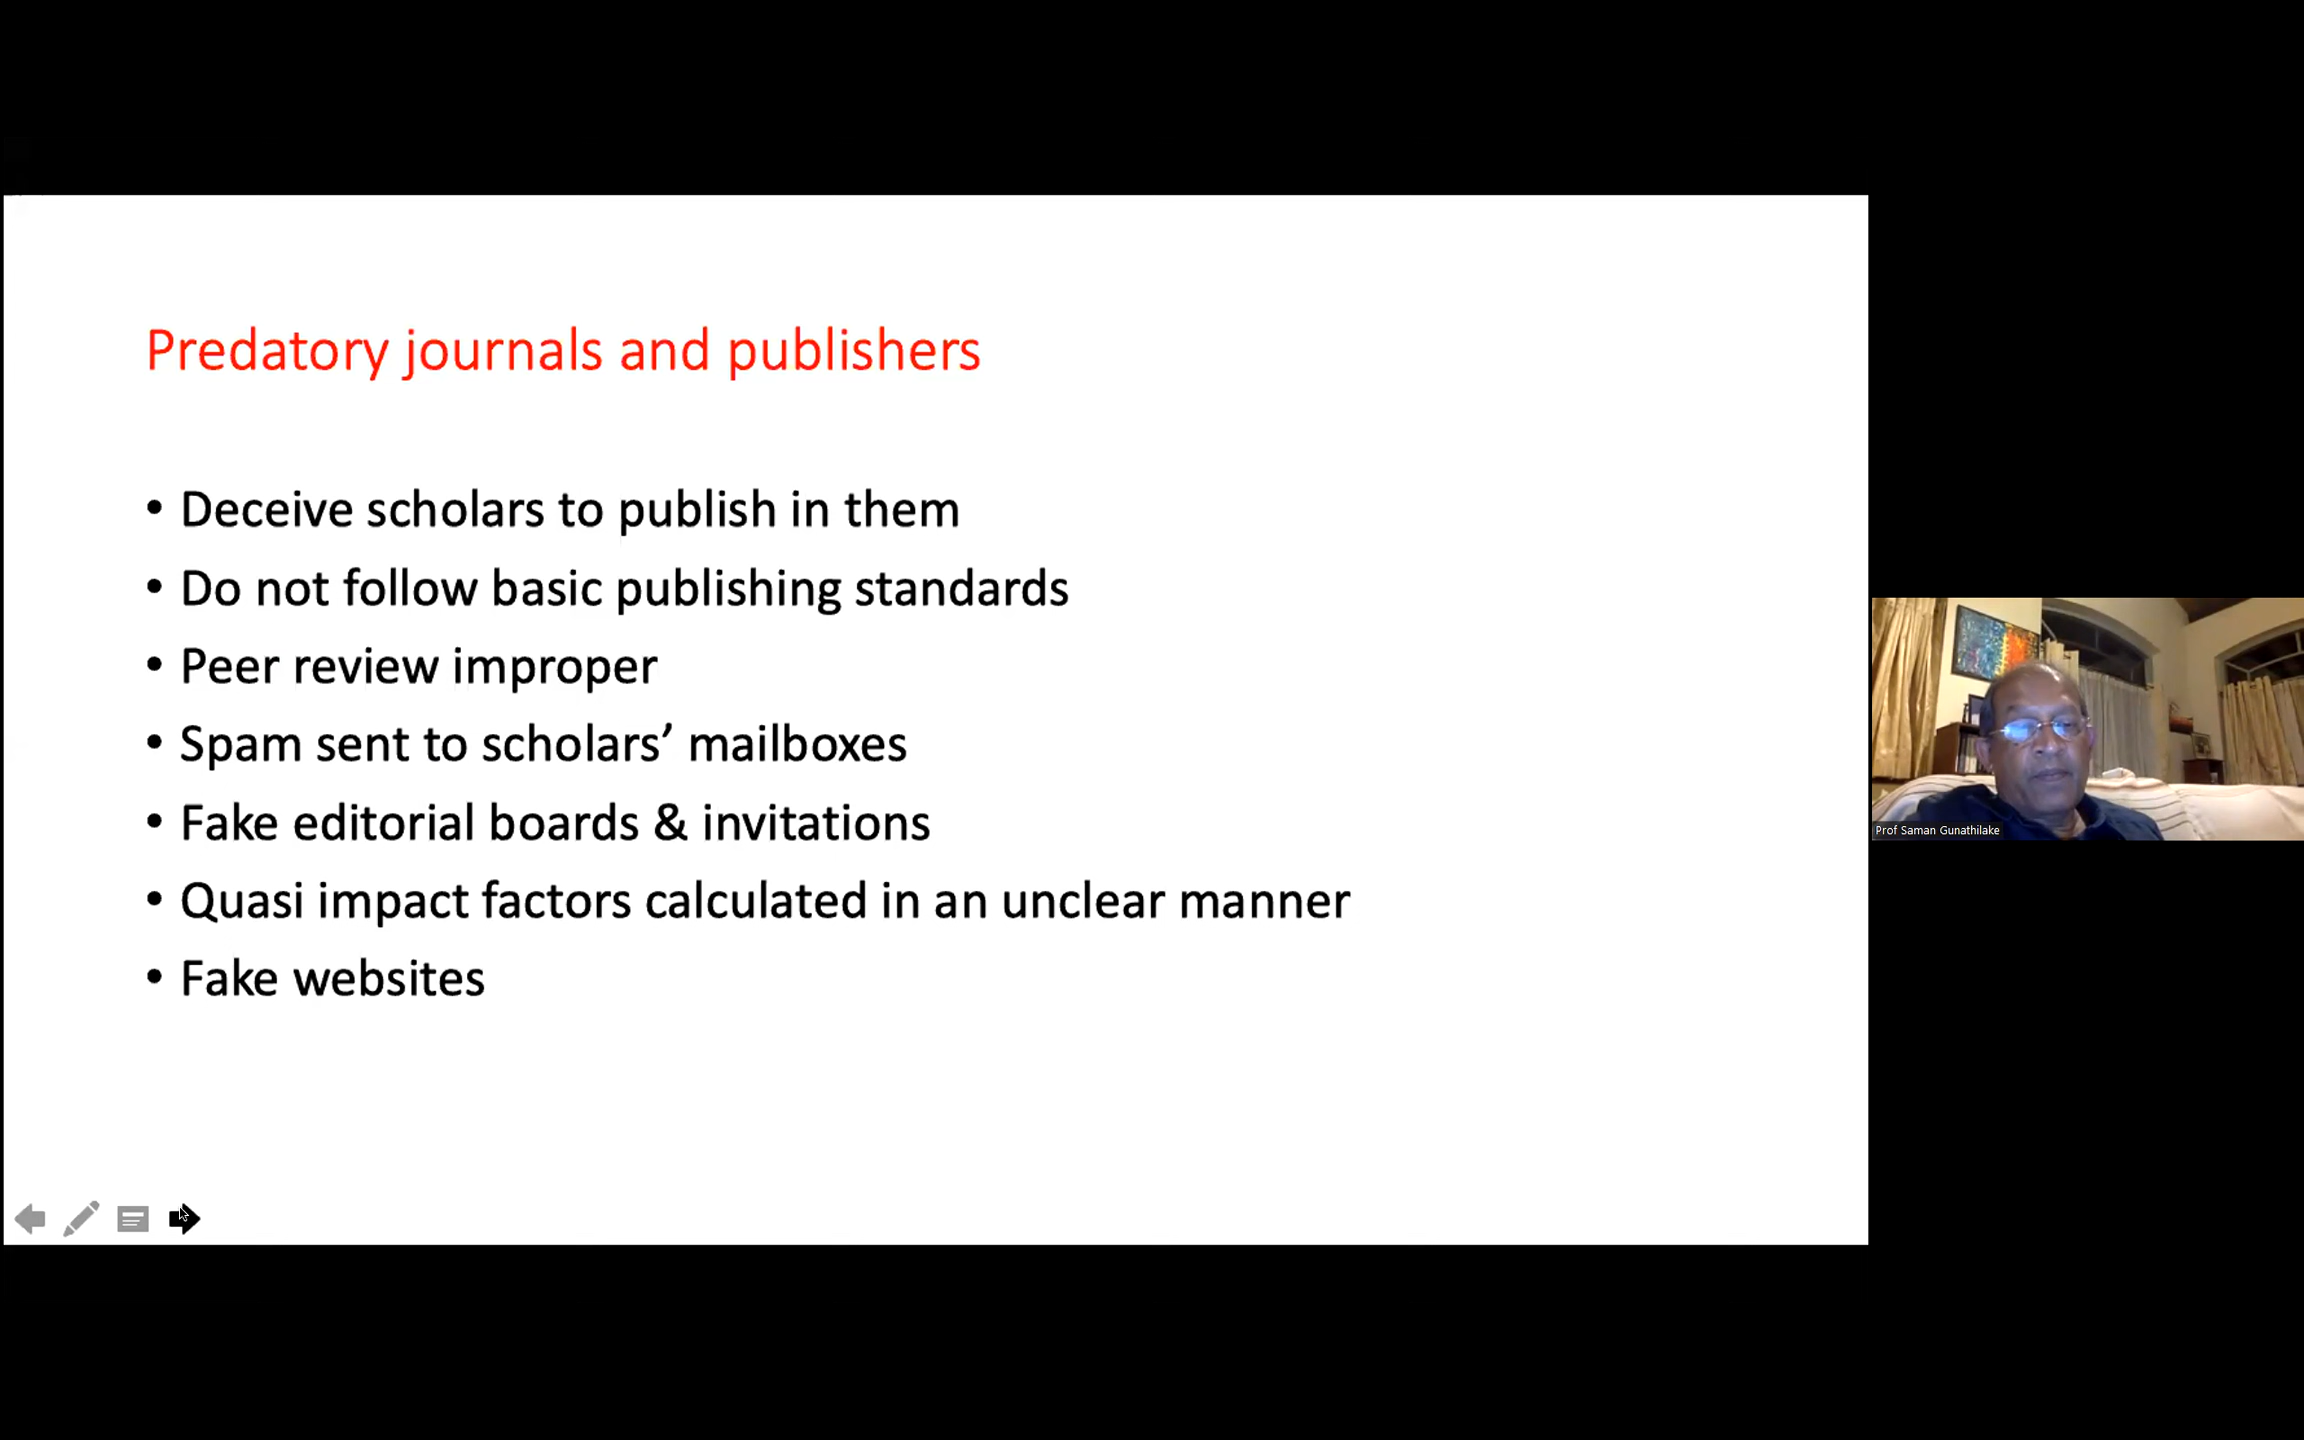 Predatory journals and publishers
• Deceive scholars to publish in them
• Do not follow basic publishing standards
• Peer review improper
• Spam sent to scholars’ mailboxes
• Fake editorial boards & invitations
• Quasi impact factors calculated in an unclear manner
• Fake websites
Prof Saman Gunathilake